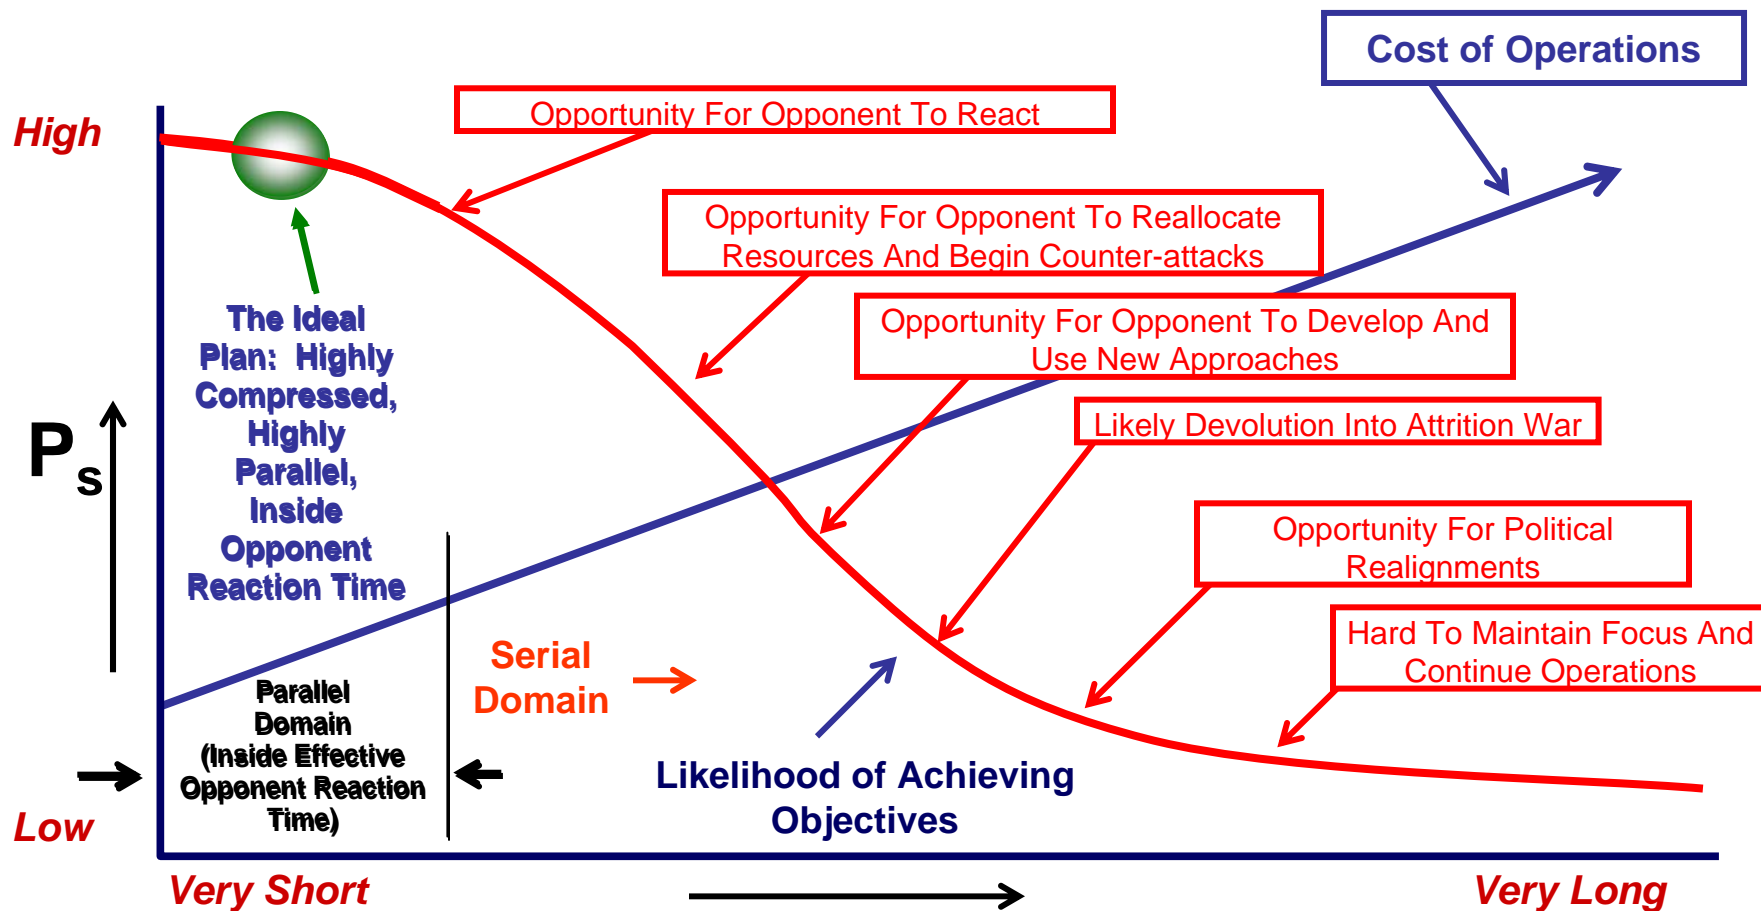 Cost of Operations
High
Opportunity For Opponent To React
Opportunity For Opponent To Reallocate
Resources And Begin Counter-attacks
The Ideal
Plan:  Highly
Compressed,
Highly
Parallel,
Inside
Opponent
Reaction Time
Opportunity For Opponent To Develop And
Use New Approaches
Likely Devolution Into Attrition War
Ps
Opportunity For Political
Realignments
Hard To Maintain Focus And
Continue Operations
Serial
Domain
Parallel
Domain
(Inside Effective
Opponent Reaction
Time)
Likelihood of Achieving
Objectives
Low
Very Short
Very Long